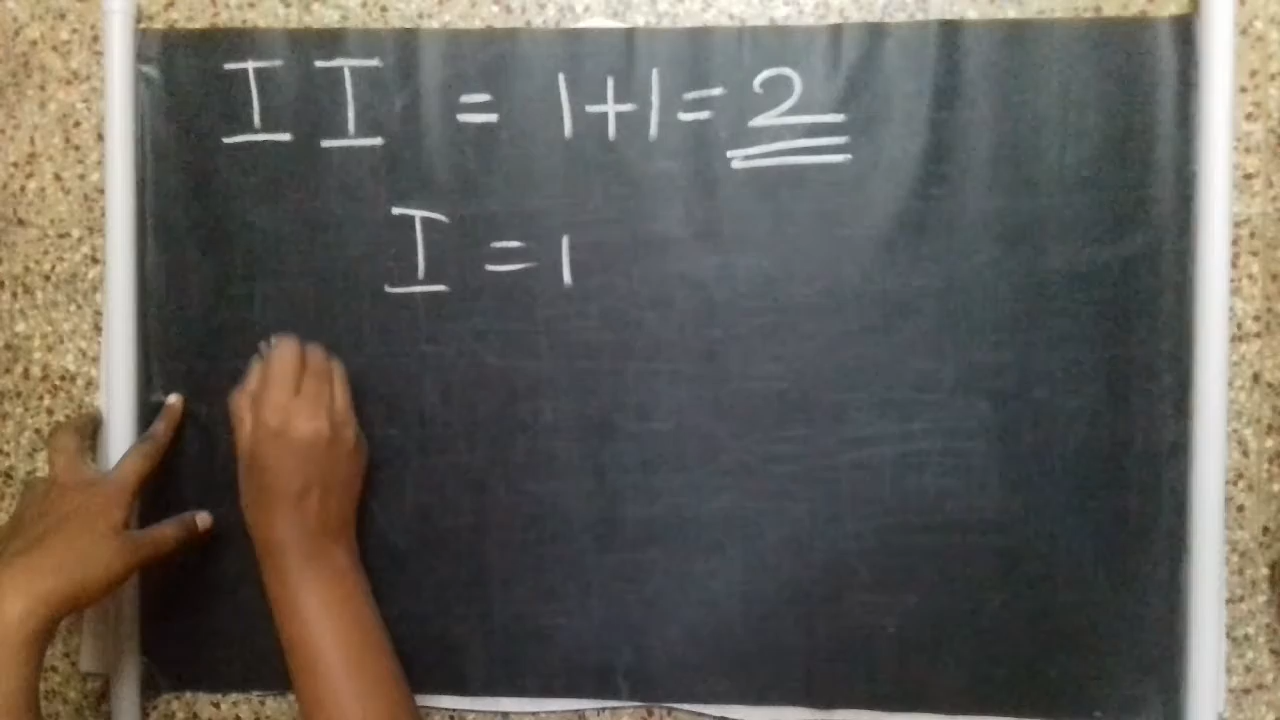 II = 1+1=2
I = 1